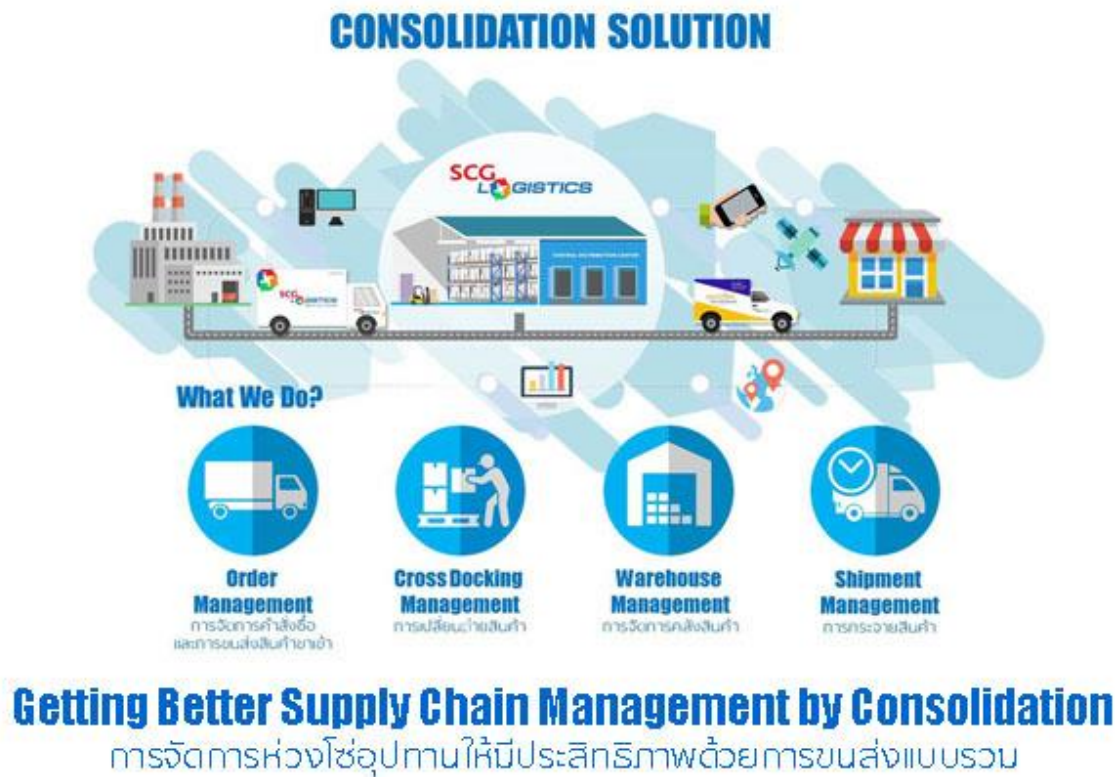 CONSOLIDATION SOLUTION
SCG
LOGISTICS
CENTRAL DISTRIBUTION CENTER
SCG
LOGISTICS
What We Do?
Order
Management
การจัดการคำสั่งซื้อ
และการขนส่งสินค้าขาเข้า
Cross Docking
Management
การเปลี่ยนถ่ายสินค้า
Warehouse
Management
การจัดการคลังสินค้า
Shipment
Management
การกระจายสินค้า
Getting Better Supply Chain Management by Consolidation
การจัดการห่วงโซ่อุปทานให้มีประสิทธิภาพด้วยการขนส่งแบบรวม